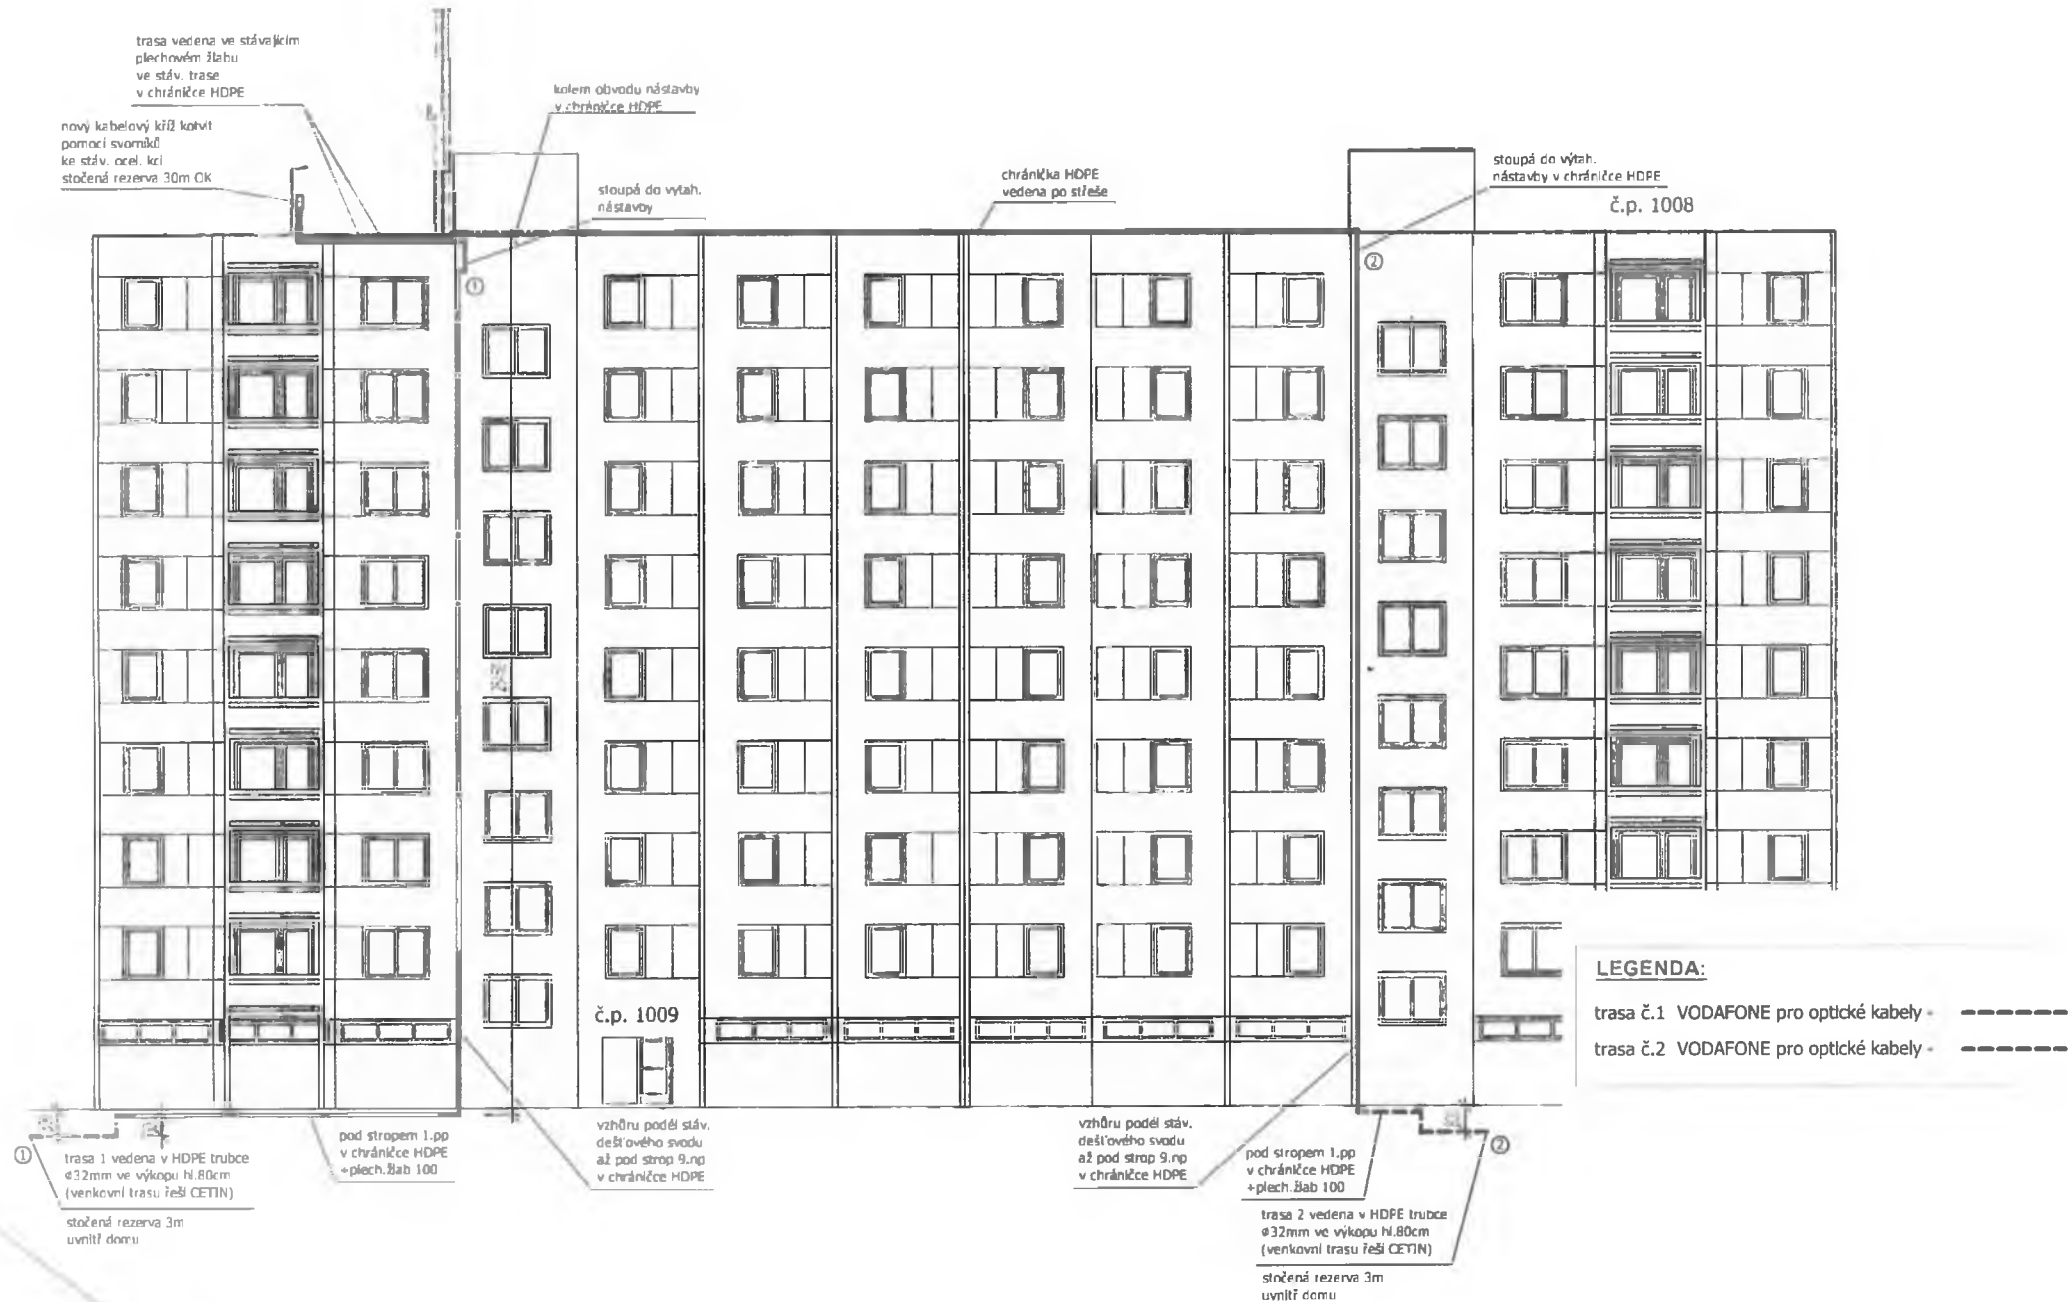 trasa vedena ve stávajícím
plechovém žlabu
ve stáv. trase
v chráničce HDPE
nový kabelový kříž kotvit
pomocí svorníků
ke stáv. ocel. kci
stočená rezerva 30m OK
kolem obvodu nástavby
v chráničce HDPE
stoupá do výtah.
nástavby
chránička HDPE
vedena po střeše
stoupá do výtah.
nástavby v chráničce HDPE
č.p. 1008
①
②
č.p. 1009
LEGENDA:
trasa č.1 VODAFONE pro optické kabely -
trasa č.2 VODAFONE pro optické kabely -
①
trasa 1 vedena v HDPE trubce
ø32mm ve výkopu hl.80cm
(venkovní trasu řeší CETIN)
stočená rezerva 3m
uvnitř domu
pod stropem 1.pp
v chráničce HDPE
+plech.žlab 100
vzhůru podél stáv.
dešťového svodu
až pod strop 9.np
v chráničce HDPE
vzhůru podél stáv.
dešťového svodu
až pod strop 9.np
v chráničce HDPE
pod stropem 1.pp
v chráničce HDPE
+plech.žlab 100
②
trasa 2 vedena v HDPE trubce
ø32mm ve výkopu hl.80cm
(venkovní trasu řeší CETIN)
stočená rezerva 3m
uvnitř domu